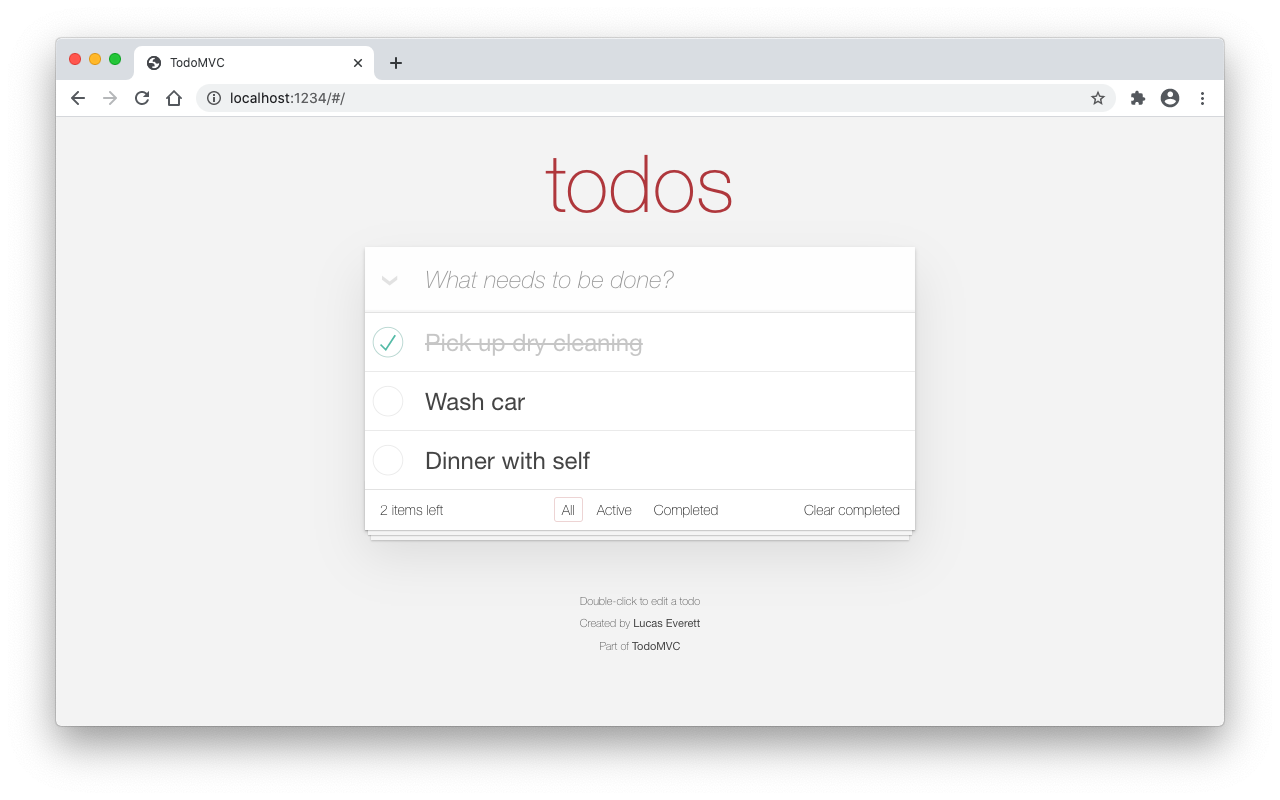 TodoMVC
localhost:1234/#/
todos
What needs to be done?
Pick up dry cleaning
Wash car
Dinner with self
2 items left All Active Completed Clear completed
Double-click to edit a todo
Created by Lucas Everett
Part of TodoMVC